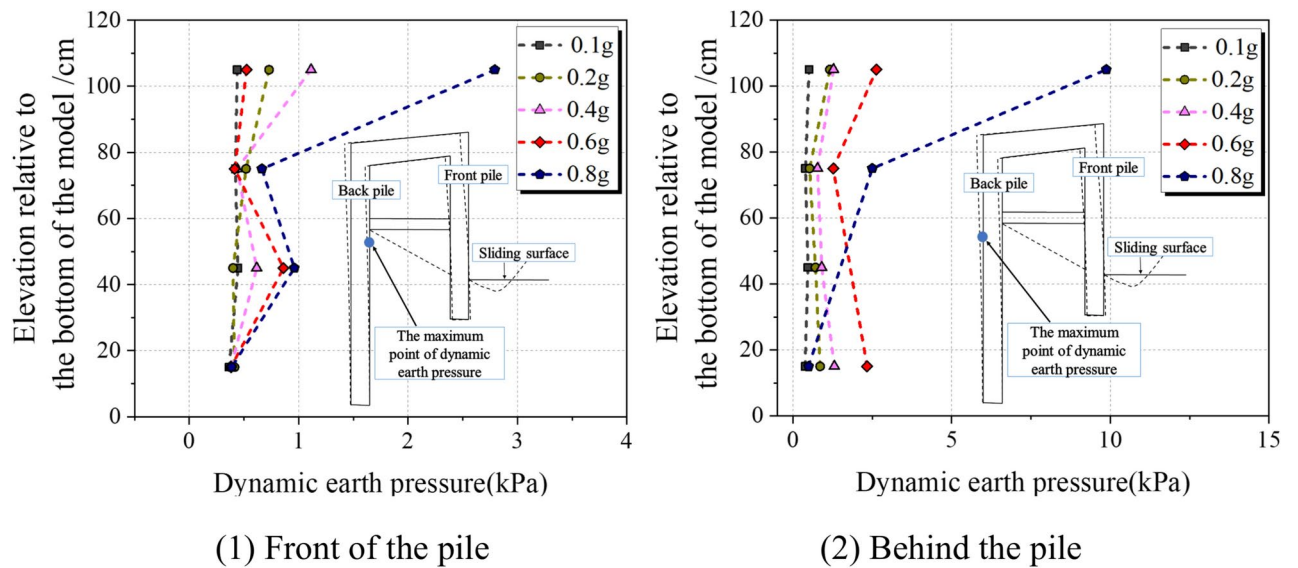 Elevation relative to
the bottom of the model /cm
120
100
80
60
40
20
0
0
1
2
3
4
Dynamic earth pressure(kPa)
0.1g
0.2g
0.4g
0.6g
0.8g
Back pile
Front pile
Sliding surface
The maximum
point of dynamic
earth pressure
(1) Front of the pile
Elevation relative to
the bottom of the model /cm
120
100
80
60
40
20
0
0
5
10
15
Dynamic earth pressure(kPa)
0.1g
0.2g
0.4g
0.6g
0.8g
Back pile
Front pile
Sliding surface
The maximum
point of dynamic
earth pressure
(2) Behind the pile